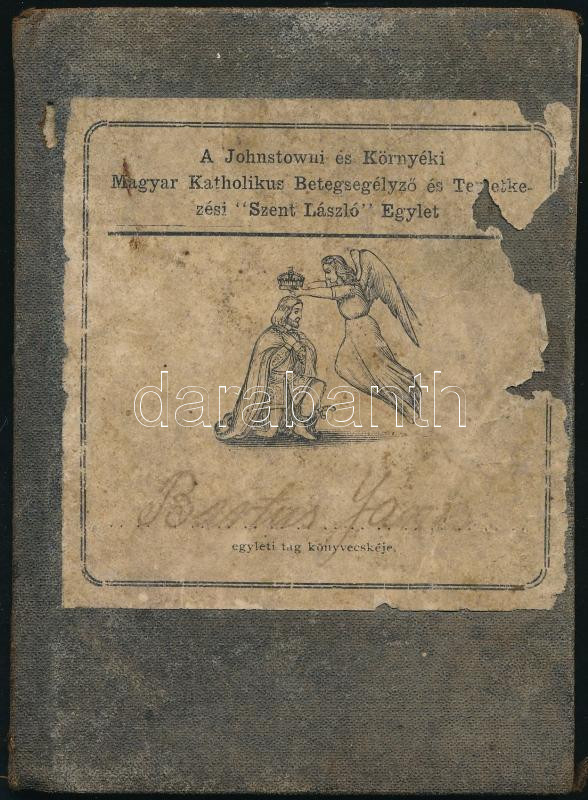 A Johnstowni és Környéki
Magyar Katholikus Betegsegélyző és
zési "Szent László" Egylet
darabanth
egyleti tag könyvecskéje.